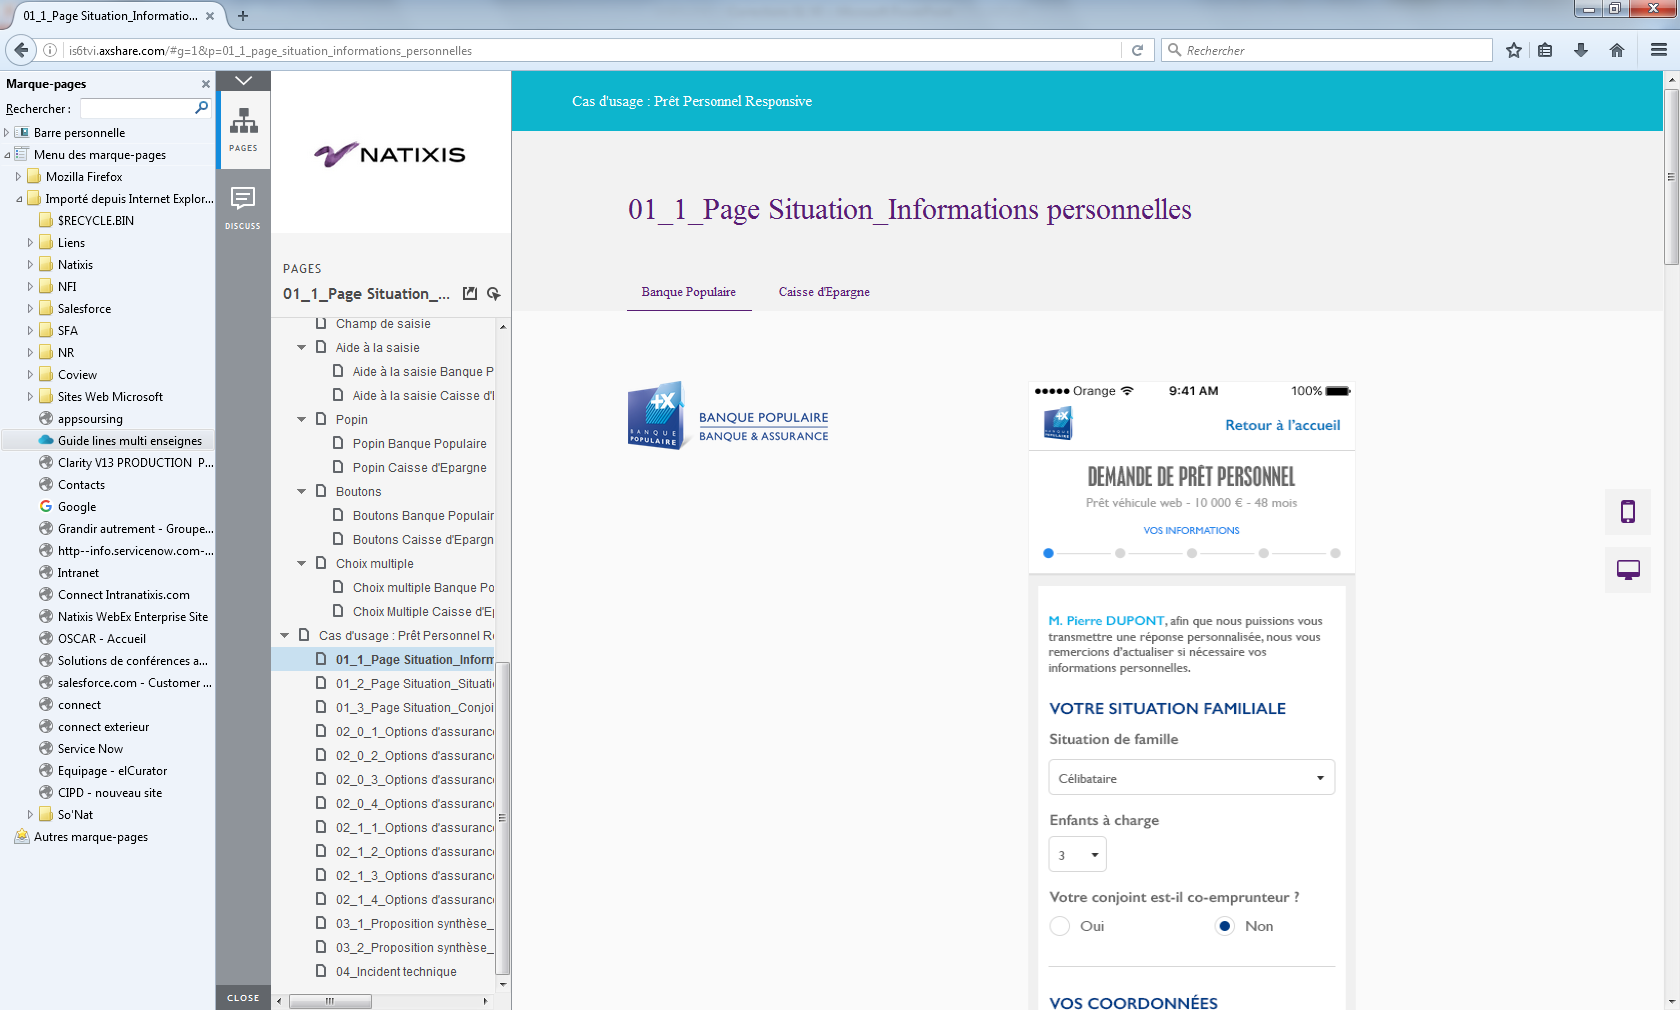 01_1_Page Situation_Informatio...
is6tvi.axshare.com/#g=1&p=01_1_page_situation_informations_personnelles
Rechercher
Marque-pages
Rechercher :
Barre personnelle
Menu des marque-pages
Mozilla Firefox
Importé depuis Internet Explor...
$RECYCLE.BIN
Liens
Natixis
NFI
Salesforce
SFA
NR
Coview
Sites Web Microsoft
appsoursing
Guide lines multi enseignes
Clarity V13 PRODUCTION P...
Contacts
Google
Grandir autrement - Groupe...
http--info.servicenow.com-...
Intranet
Connect Intranatixis.com
Natixis WebEx Enterprise Site
OSCAR - Accueil
Solutions de conférences a...
salesforce.com - Customer ...
connect
connect exterieur
Service Now
Equipage - elCurator
CIPD - nouveau site
So'Nat
Autres marque-pages
PAGES
DISCUSS
CLOSE
NATIXIS
PAGES
01_1_Page Situation_...
Champ de saisie
Aide à la saisie
Aide à la saisie Banque P
Aide à la saisie Caisse d'I
Popin
Popin Banque Populaire
Popin Caisse d'Epargne
Boutons
Boutons Banque Populair
Boutons Caisse d'Epargn
Choix multiple
Choix multiple Banque Po
Choix Multiple Caisse d'E
Cas d'usage : Prêt Personnel Re
01_1_Page Situation_Inform
01_2_Page Situation_Situati
01_3_Page Situation_Conjoi
02_0_1_Options d'assuranc
02_0_2_Options d'assuranc
02_0_3_Options d'assuranc
02_0_4_Options d'assuranc
02_1_1_Options d'assuranc
02_1_2_Options d'assuranc
02_1_3_Options d'assuranc
02_1_4_Options d'assuranc
03_1_Proposition synthèse_
03_2_Proposition synthèse_
04_Incident technique
Cas d'usage : Prêt Personnel Responsive
01_1_Page Situation_Informations personnelles
Banque Populaire
Caisse d'Epargne
BANQUE
POPULAIRE
BANQUE POPULAIRE
BANQUE & ASSURANCE
Orange
9:41 AM
100%
BANQUE
POPULAIRE
Retour à l'accueil
DEMANDE DE PRÊT PERSONNEL
Prêt véhicule web - 10 000 € - 48 mois
VOS INFORMATIONS
M. Pierre DUPONT, afin que nous puissions vous
transmettre une réponse personnalisée, nous vous
remercions d'actualiser si nécessaire vos
informations personnelles.
VOTRE SITUATION FAMILIALE
Situation de famille
Célibataire
Enfants à charge
3
Votre conjoint est-il co-emprunteur ?
Oui
Non
VOS COORDONNÉES